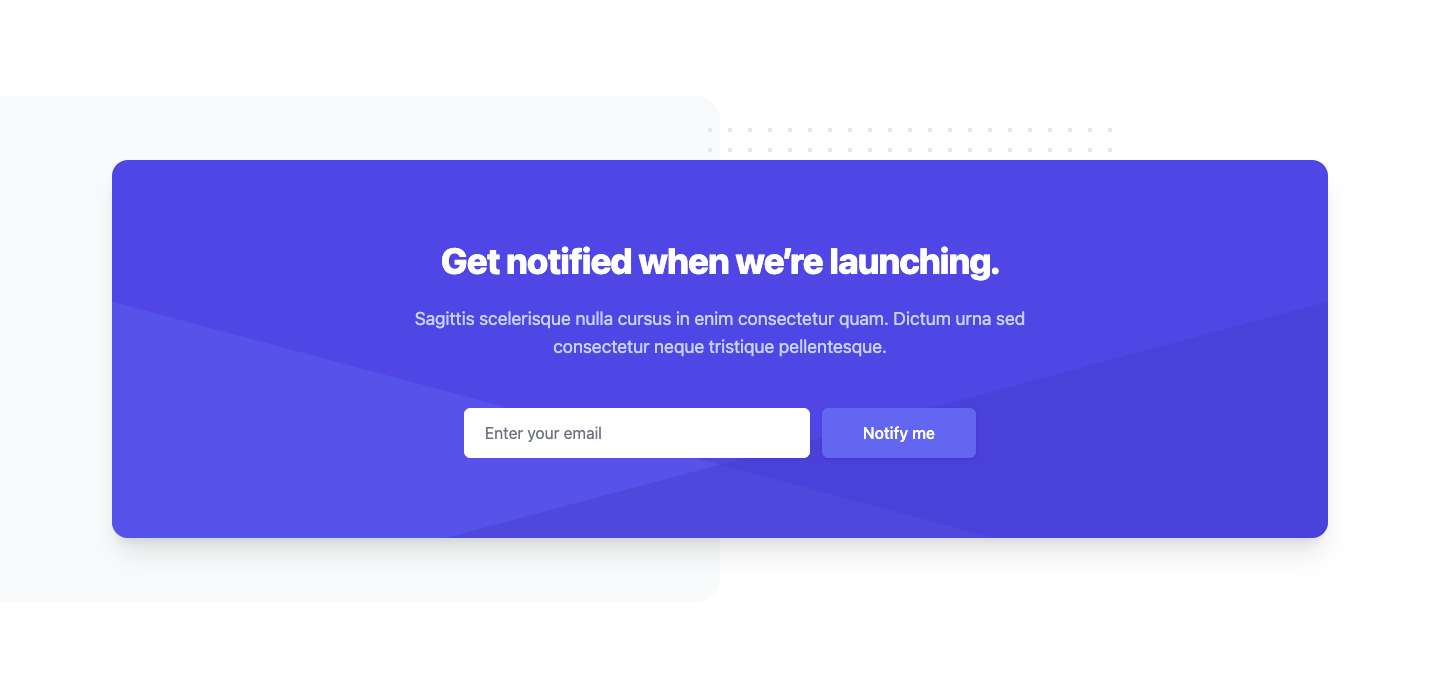 Get notified when we’re launching.
Sagittis scelerisque nulla cursus in enim consectetur quam. Dictum urna sed
consectetur neque tristique pellentesque.
Enter your email
Notify me